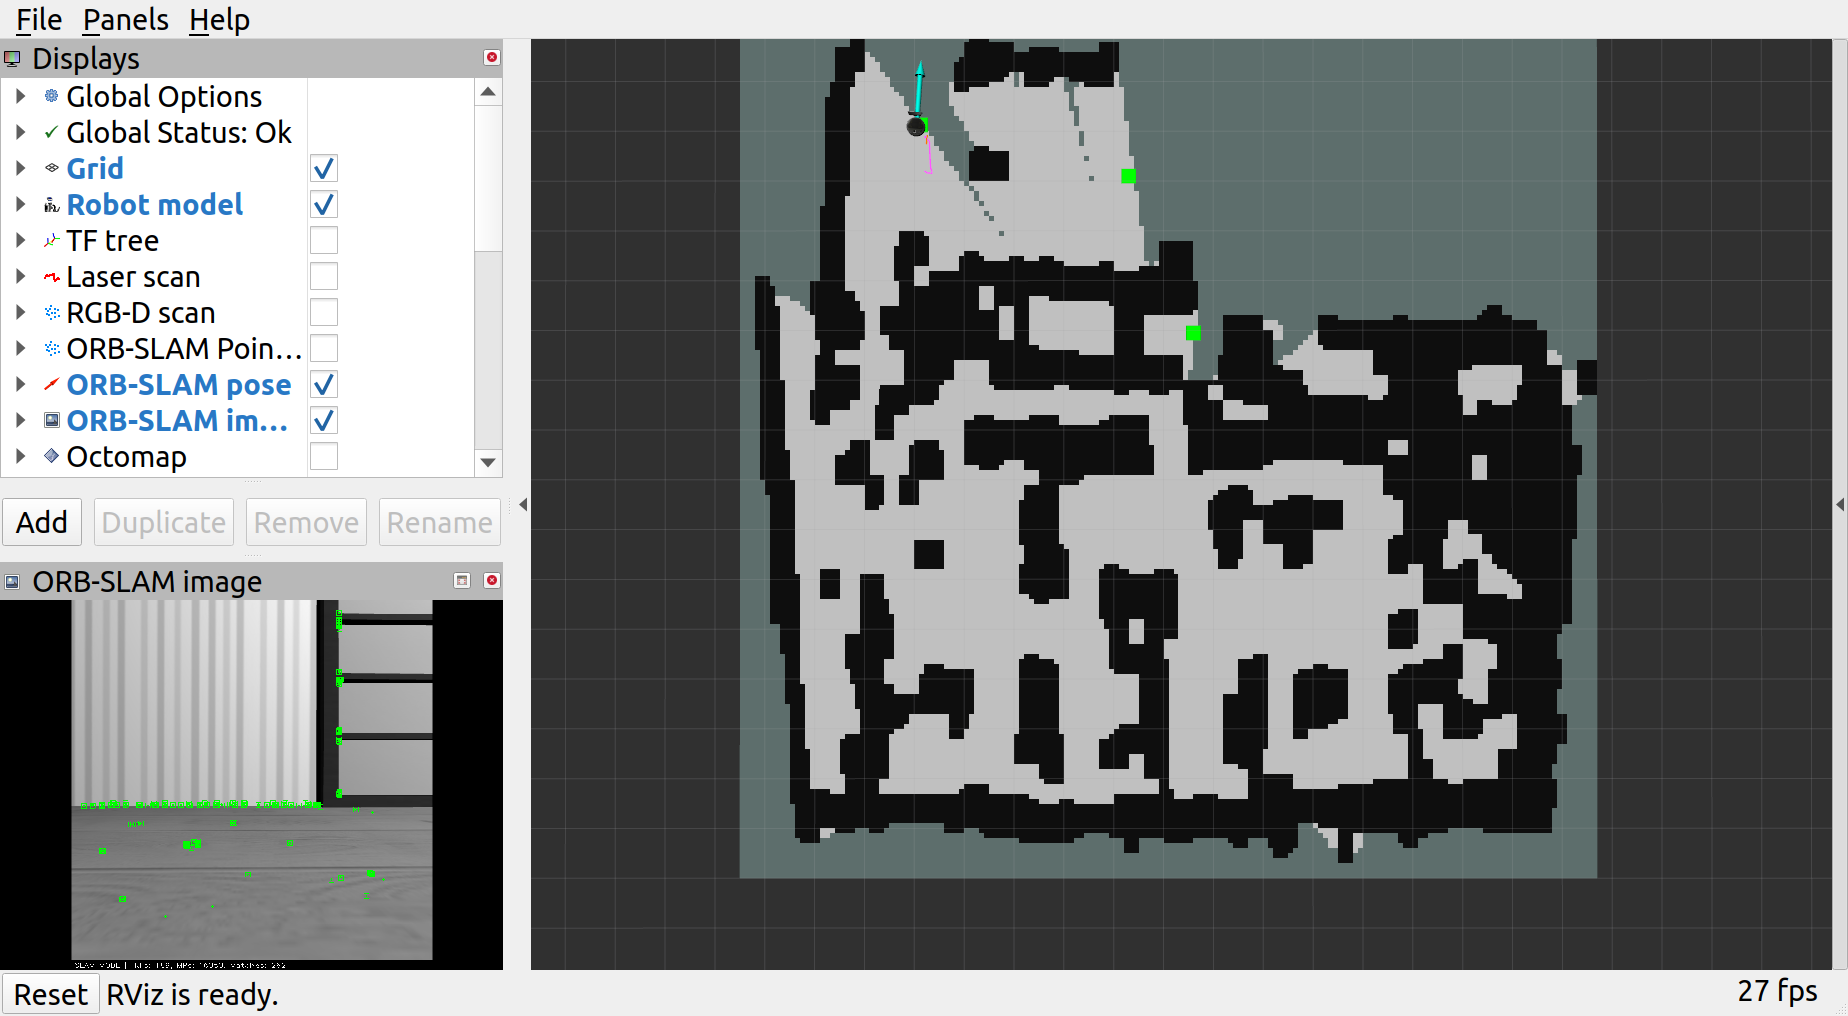 File Panels Help
Displays
Global Options
Global Status: Ok
Grid
Robot model
TF tree
Laser scan
RGB-D scan
ORB-SLAM Poin...
ORB-SLAM pose
ORB-SLAM im...
Octomap
Add Duplicate Remove Rename
ORB-SLAM image
SLAM MODE |
Reset RViz is ready.
27 fps